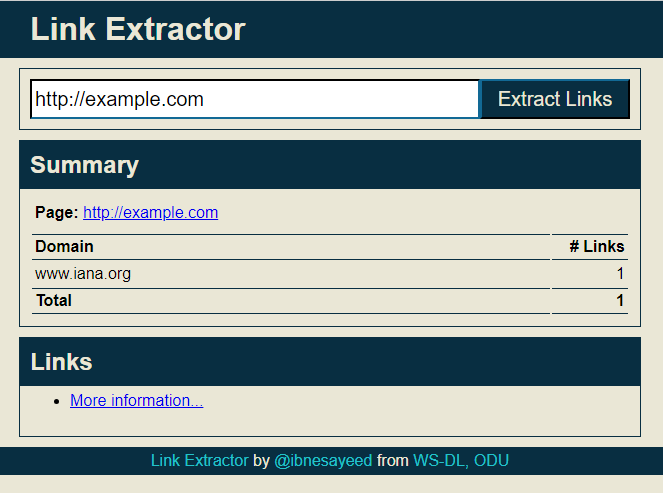 Link Extractor
http://example.com Extract Links
Summary
Page: http://example.com
Domain # Links
www.iana.org 1
Total 1
Links
More information...
Link Extractor by @ibnesayeed from WS-DL, ODU